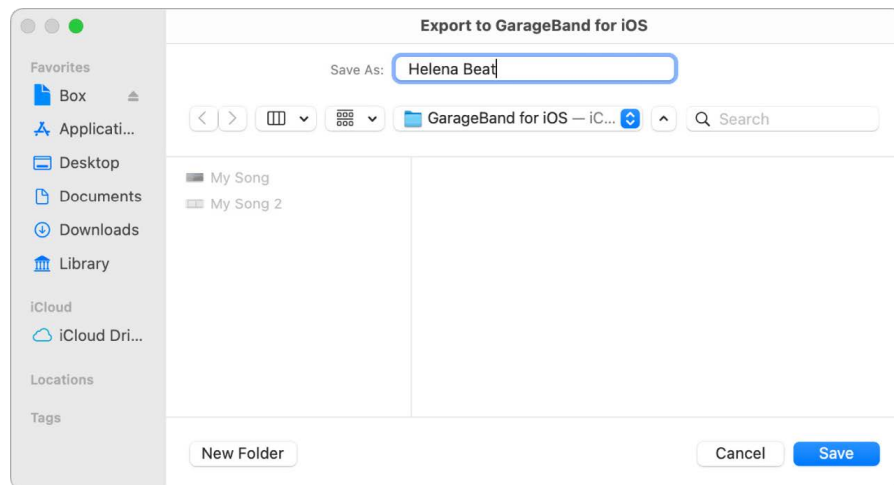 Export to GarageBand for iOS
Save As: Helena Beat
GarageBand for iOS — iC...
Search
Favorites
Box
Applicati...
Desktop
Documents
Downloads
Library
iCloud
iCloud Dri...
Locations
Tags
My Song
My Song 2
New Folder
Cancel
Save